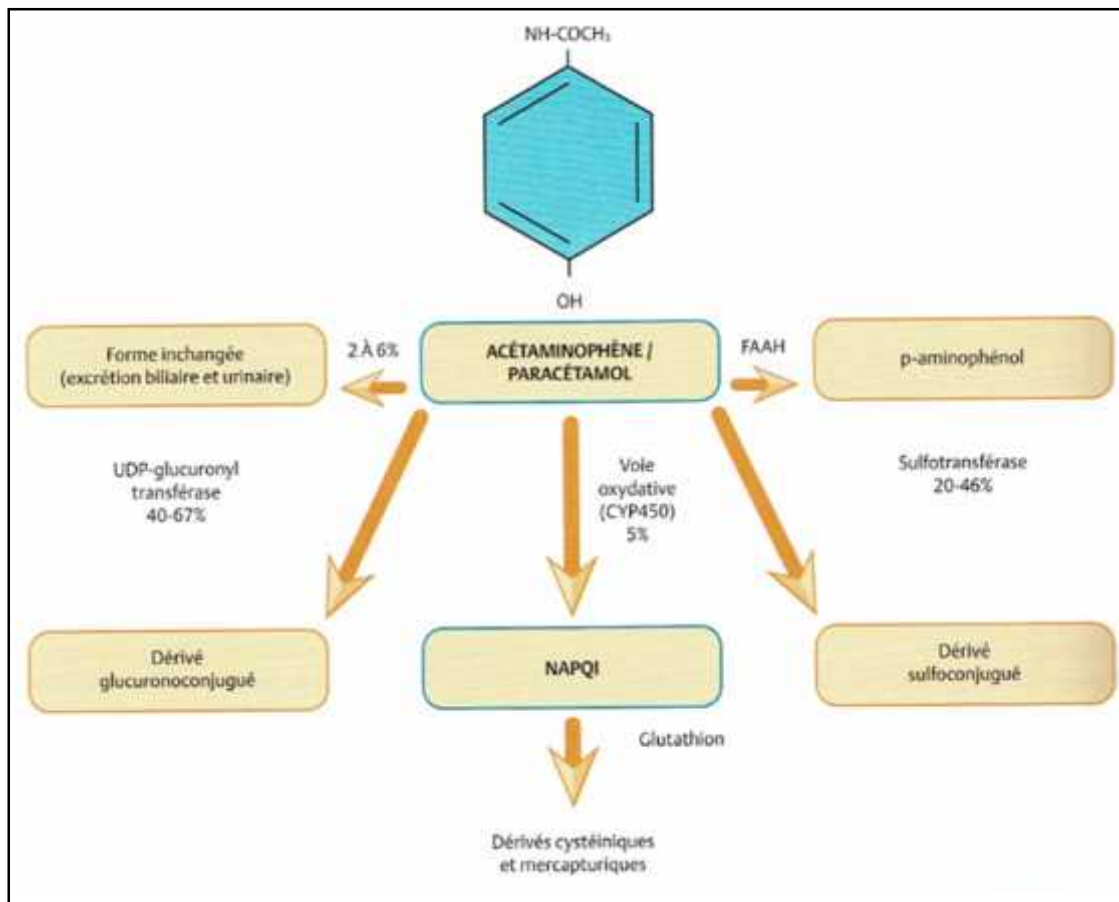 NH-COCH₃
OH
Forme inchangée
(excrétion biliaire et urinaire)
2 À 6%
ACÉTAMINOPHÈNE /
PARACÉTAMOL
FAAH
p-aminophénol
UDP-glucuronyl
transférase
40-67%
Voie
oxydative
(CYP450)
5%
Sulfotransférase
20-46%
Dérivé
glucuronoconjugué
NAPQI
Dérivé
sulfoconjugué
Glutathion
Dérivés cystéiniques
et mercapturiques